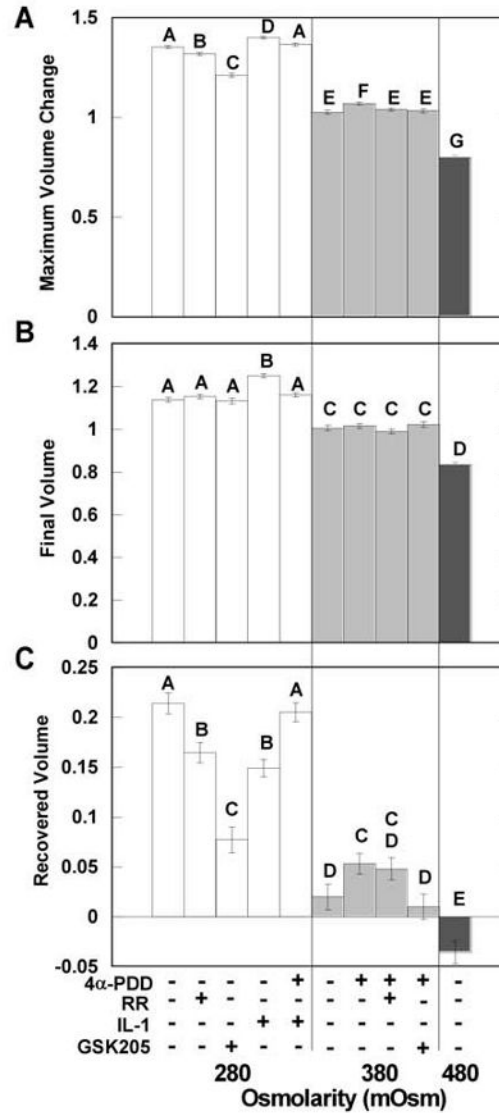 A
Maximum Volume Change
1.5
1
0.5
0
A B C D A E F E E G
B
Final Volume
1.4
1.2
1
0.8
0.6
0.4
0.2
0
A A A B A C C C C D
C
Recovered Volume
0.25
0.2
0.15
0.1
0.05
0
-0.05
A B C B A D C C D D E
4α-PDD - - - - + - + + + -
RR - + - - - - - + - -
IL-1 - - - + + - - - - -
GSK205 - - + - - - - - + -
280 380 480
Osmolarity (mOsm)